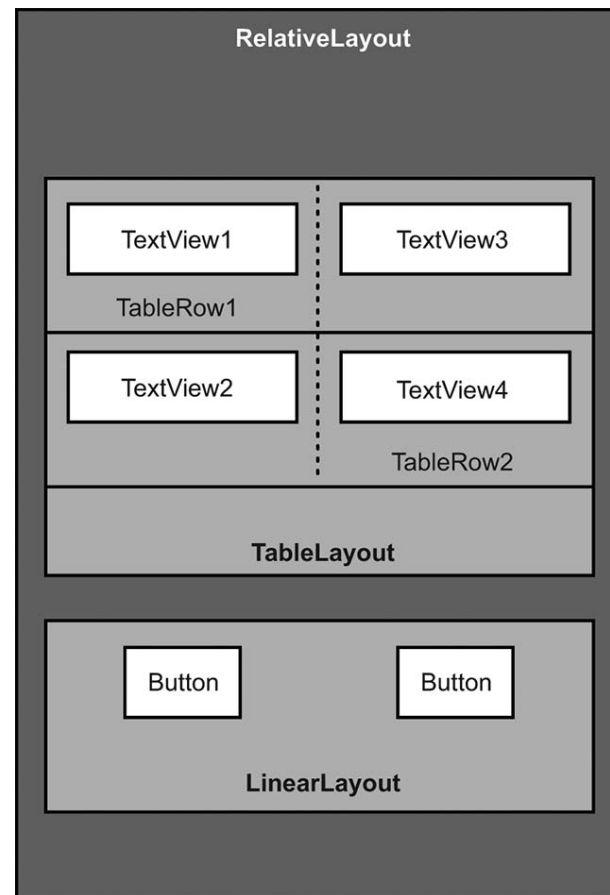 RelativeLayout
TextView1
TextView3
TableRow1
TextView2
TextView4
TableRow2
TableLayout
Button
Button
LinearLayout